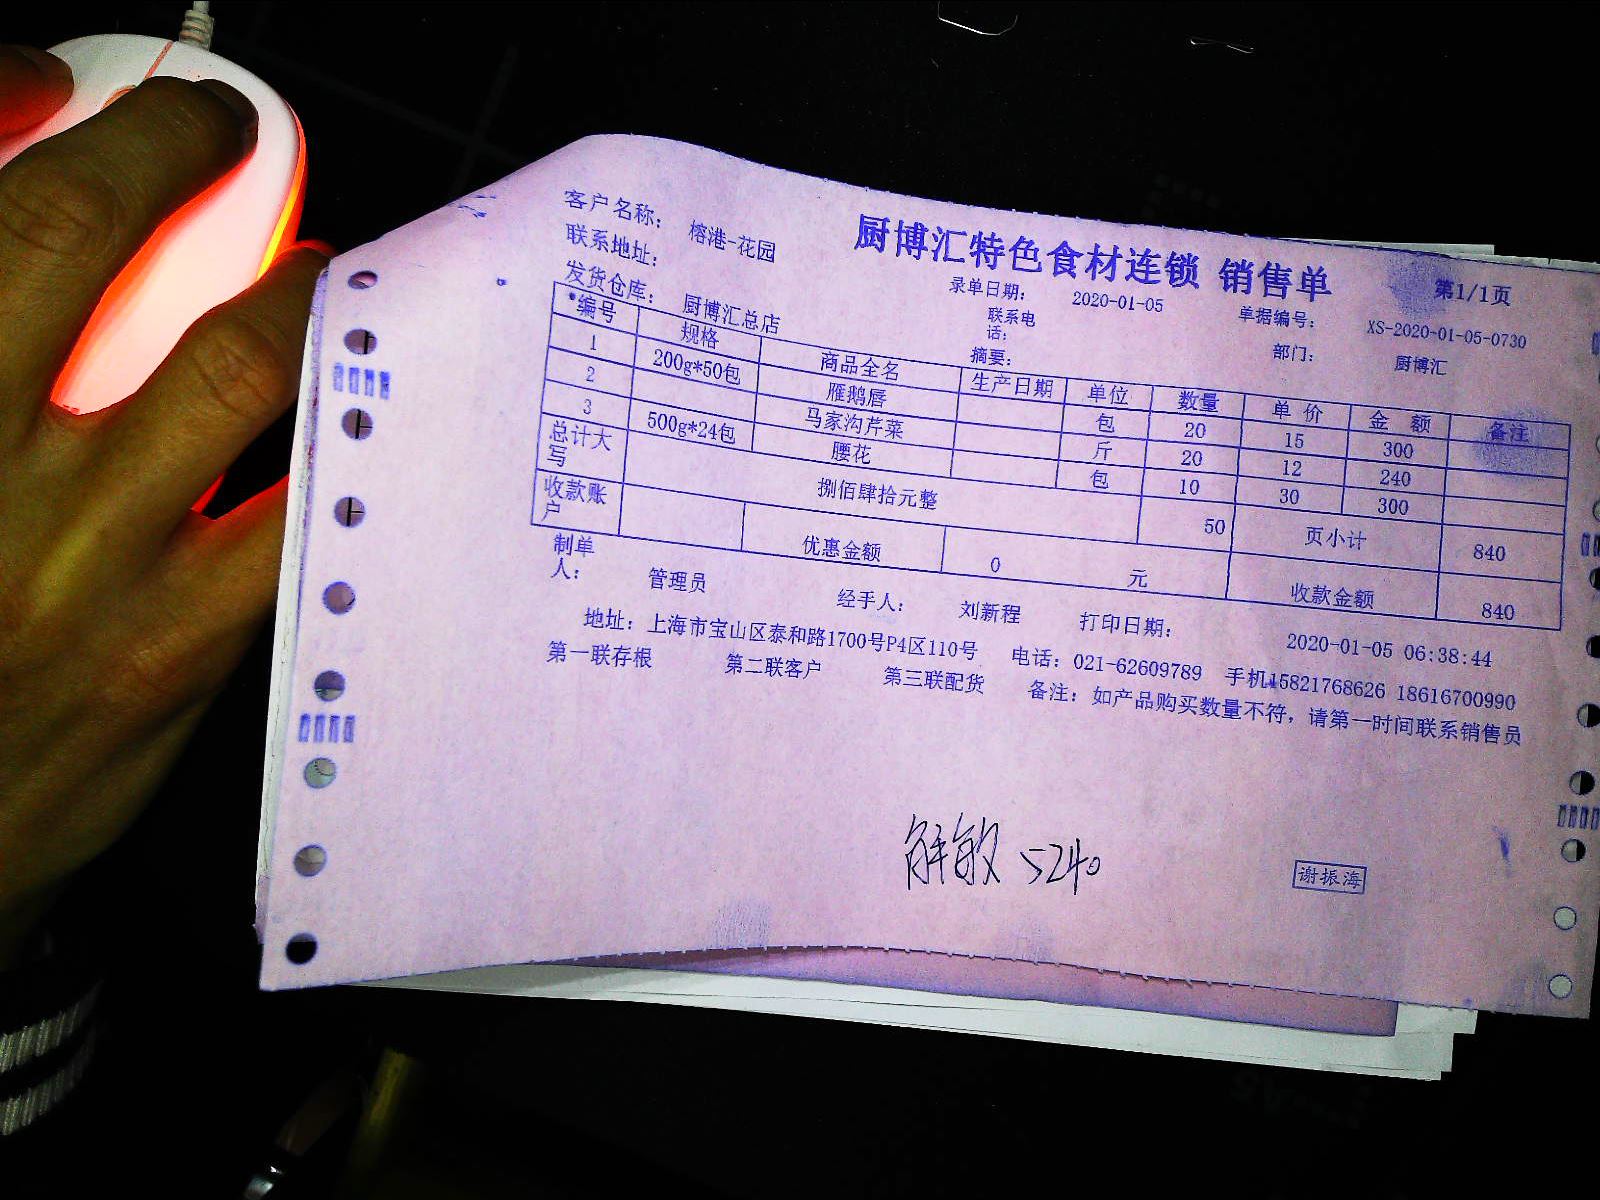 厨博汇特色食材连锁 销售单
第1/1页
客户名称: 榕港-花园
录单日期: 2020-01-05
单据编号: XS-2020-01-05-0730
联系地址:
联系电话:
部门: 厨博汇
发货仓库: 厨博汇总店
摘要:
编号 规格 商品全名 生产日期 单位 数量 单价 金额 备注
1 200g*50包 雁鹅唇 包 20 15 300
2 马家沟芹菜 斤 20 12 240
3 500g*24包 腰花 包 10 30 300
总计大写 捌佰肆拾元整 50 页小计 840
收款账户 优惠金额 0 元 收款金额 840
制单人: 管理员 经手人: 刘新程 打印日期: 2020-01-05 06:38:44
地址: 上海市宝山区泰和路1700号P4区110号 电话: 021-62609789 手机15821768626 18616700990
第一联存根 第二联客户 第三联配货 备注: 如产品购买数量不符, 请第一时间联系销售员
解敏 5240
谢振海